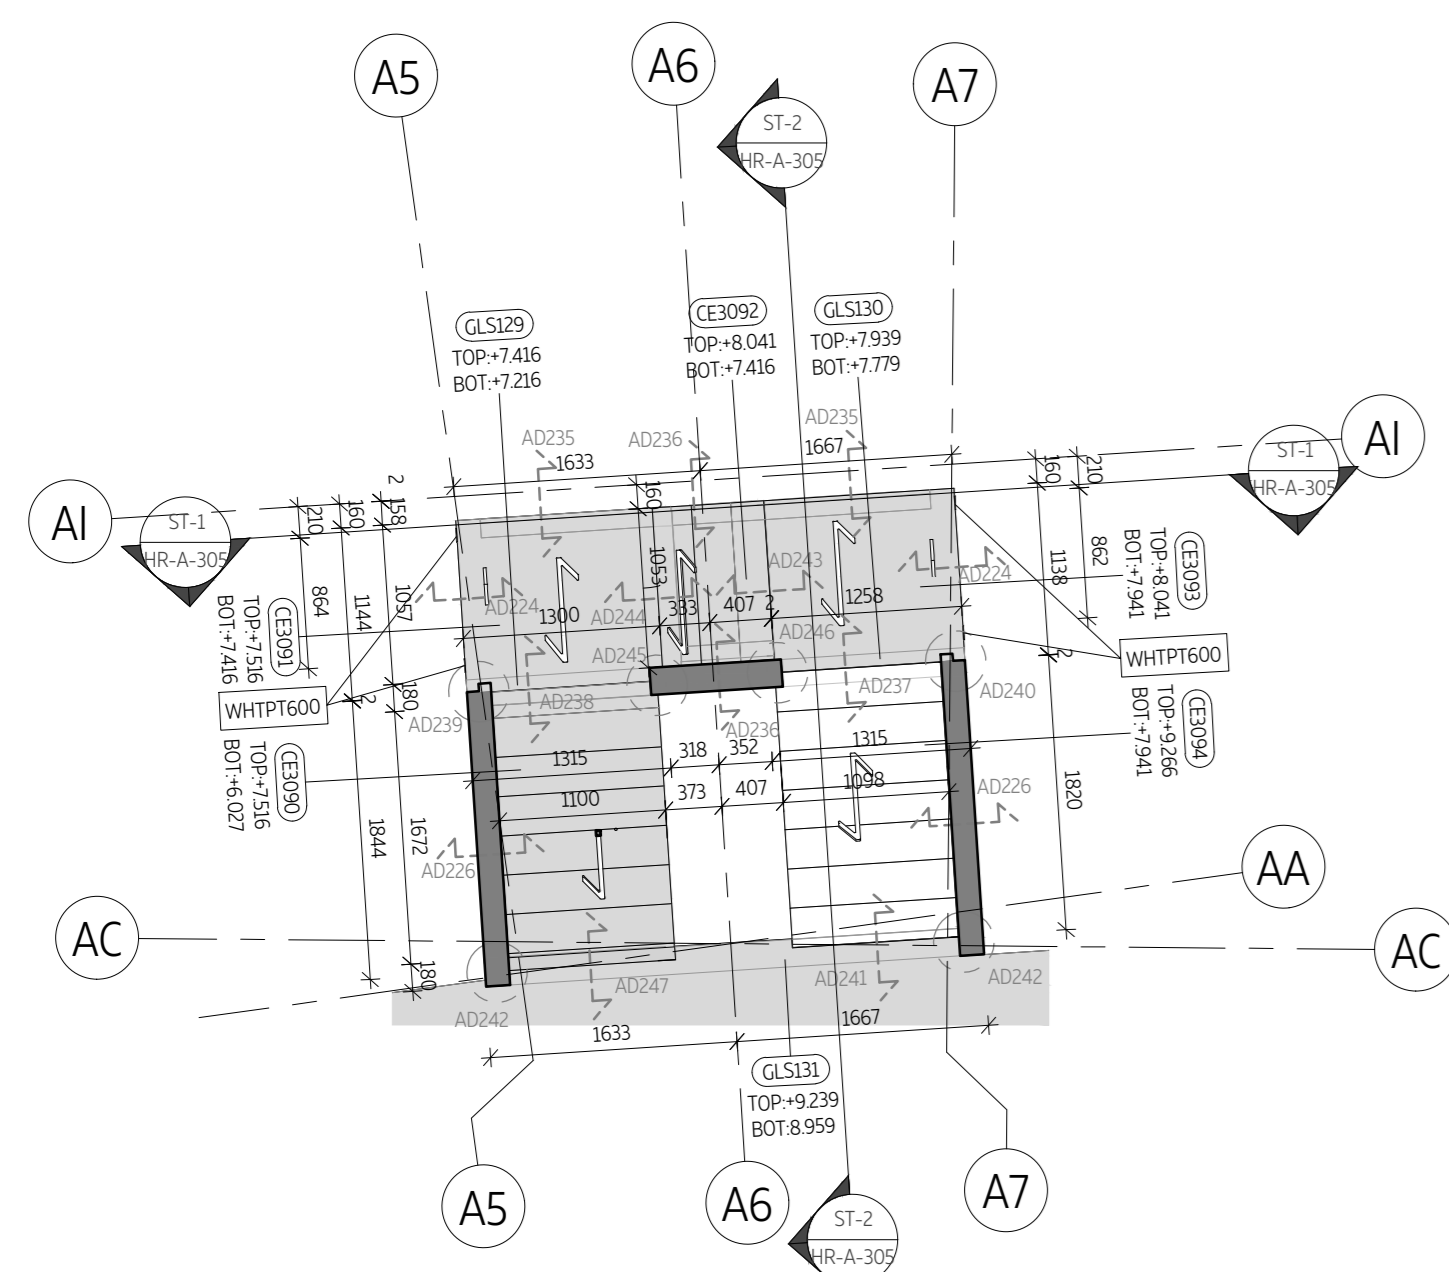 A5
A6
A7
ST-2
HR-A-305
GLS129
TOP:+7.416
BOT:+7.216
CE3092
TOP:+8.041
BOT:+7.416
GLS130
TOP:+7.939
BOT:+7.779
AD235
AD236
AD235
1633
1667
AI
AI
ST-1
HR-A-305
ST-1
HR-A-305
210
160
2
158
160
160
210
864
1144
1057
1053
1138
862
AD224
AD244
AD243
AD224
1300
333
407
2
1258
AD246
AD245
CE3091
TOP:+7.516
BOT:+7.416
CE3093
TOP:+8.041
BOT:+7.941
WHTPT600
WHTPT600
2
180
2
AD239
AD238
AD237
AD240
AD236
CE3090
TOP:+7.516
BOT:+6.027
CE3094
TOP:+9.266
BOT:+7.941
1315
318
352
1315
1100
373
407
1098
AD226
AD226
1844
1672
1820
180
AA
AC
AC
AD247
AD241
AD242
AD242
1633
1667
GLS131
TOP:+9.239
BOT:8.959
A5
A6
A7
ST-2
HR-A-305